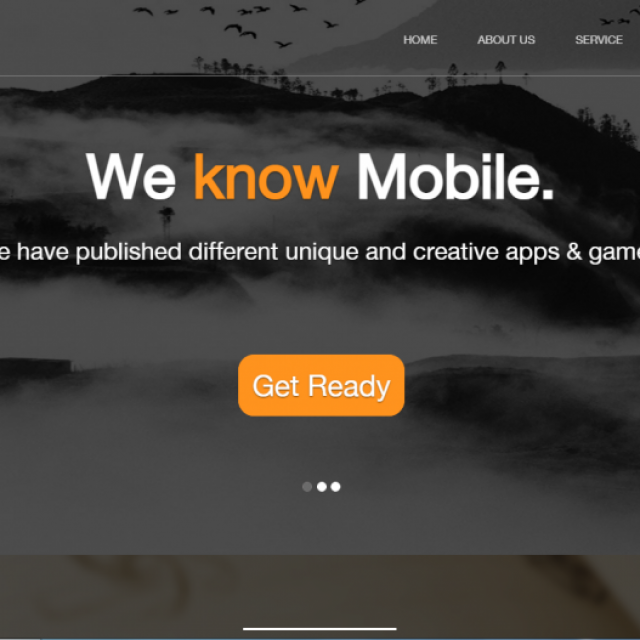 HOME ABOUT US SERVICE
We know Mobile.
e have published different unique and creative apps & game
Get Ready